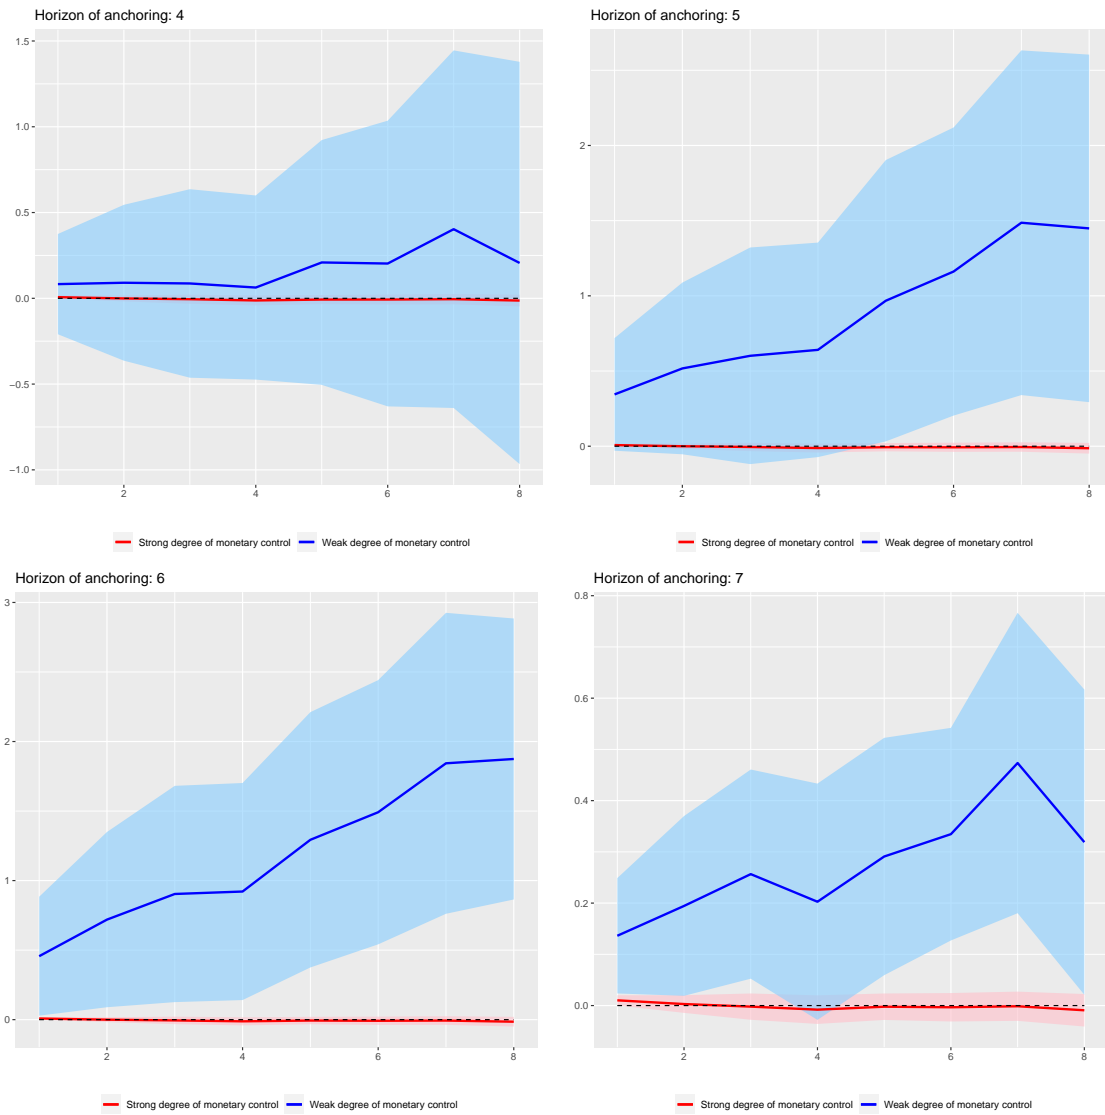 Horizon of anchoring: 4
1.5
1.0
0.5
0.0
−0.5
−1.0
2 4 6 8
Strong degree of monetary control Weak degree of monetary control
Horizon of anchoring: 5
2
1
0
2 4 6 8
Strong degree of monetary control Weak degree of monetary control
Horizon of anchoring: 6
3
2
1
0
2 4 6 8
Strong degree of monetary control Weak degree of monetary control
Horizon of anchoring: 7
0.8
0.6
0.4
0.2
0.0
2 4 6 8
Strong degree of monetary control Weak degree of monetary control